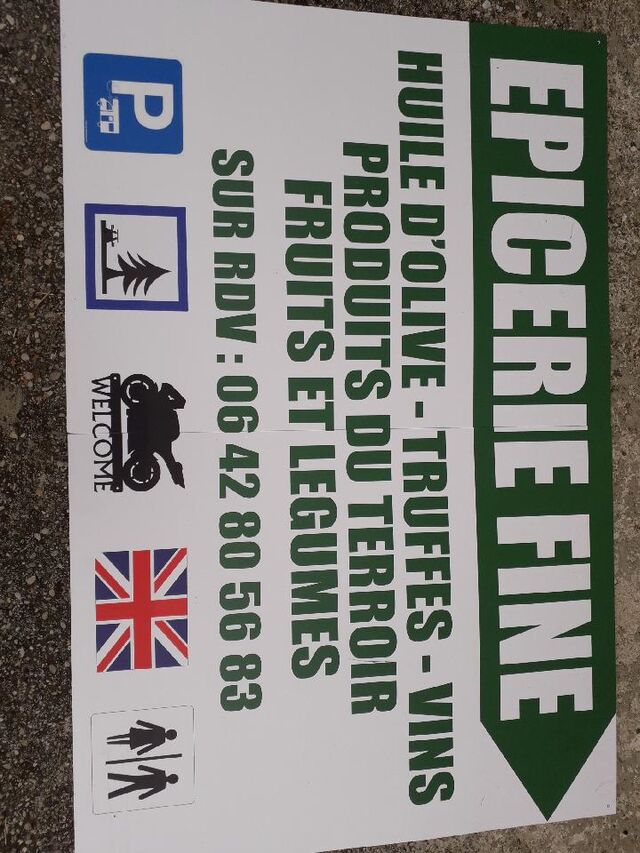 EPICERIE FINE
HUILE D'OLIVE - TRUFFES - VINS
PRODUITS DU TERROIR
FRUITS ET LEGUMES
SUR RDV : 06 42 80 56 83
P
WELCOME